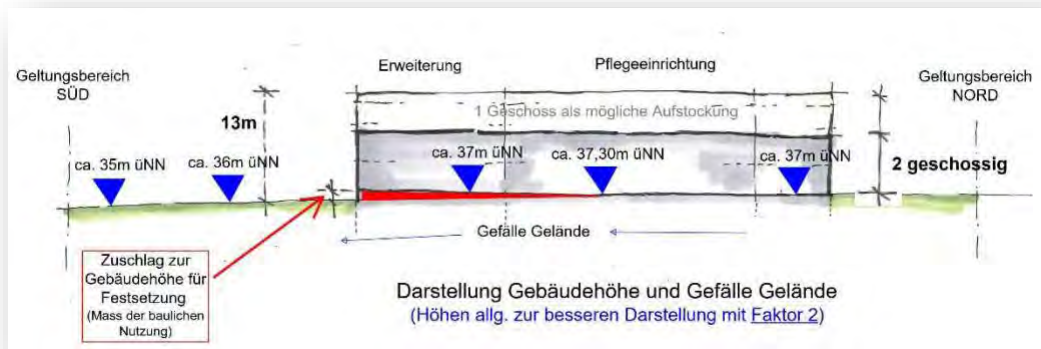 Geltungsbereich
SÜD
Erweiterung
Pflegeeinrichtung
Geltungsbereich
NORD
13m
1 Geschoss als mögliche Aufstockung
ca. 35m üNN
ca. 36m üNN
ca. 37m üNN
ca. 37,30m üNN
ca. 37m üNN
2 geschossig
Gefälle Gelände
Zuschlag zur
Gebäudehöhe für
Festsetzung
(Mass der baulichen
Nutzung)
Darstellung Gebäudehöhe und Gefälle Gelände
(Höhen allg. zur besseren Darstellung mit Faktor 2)